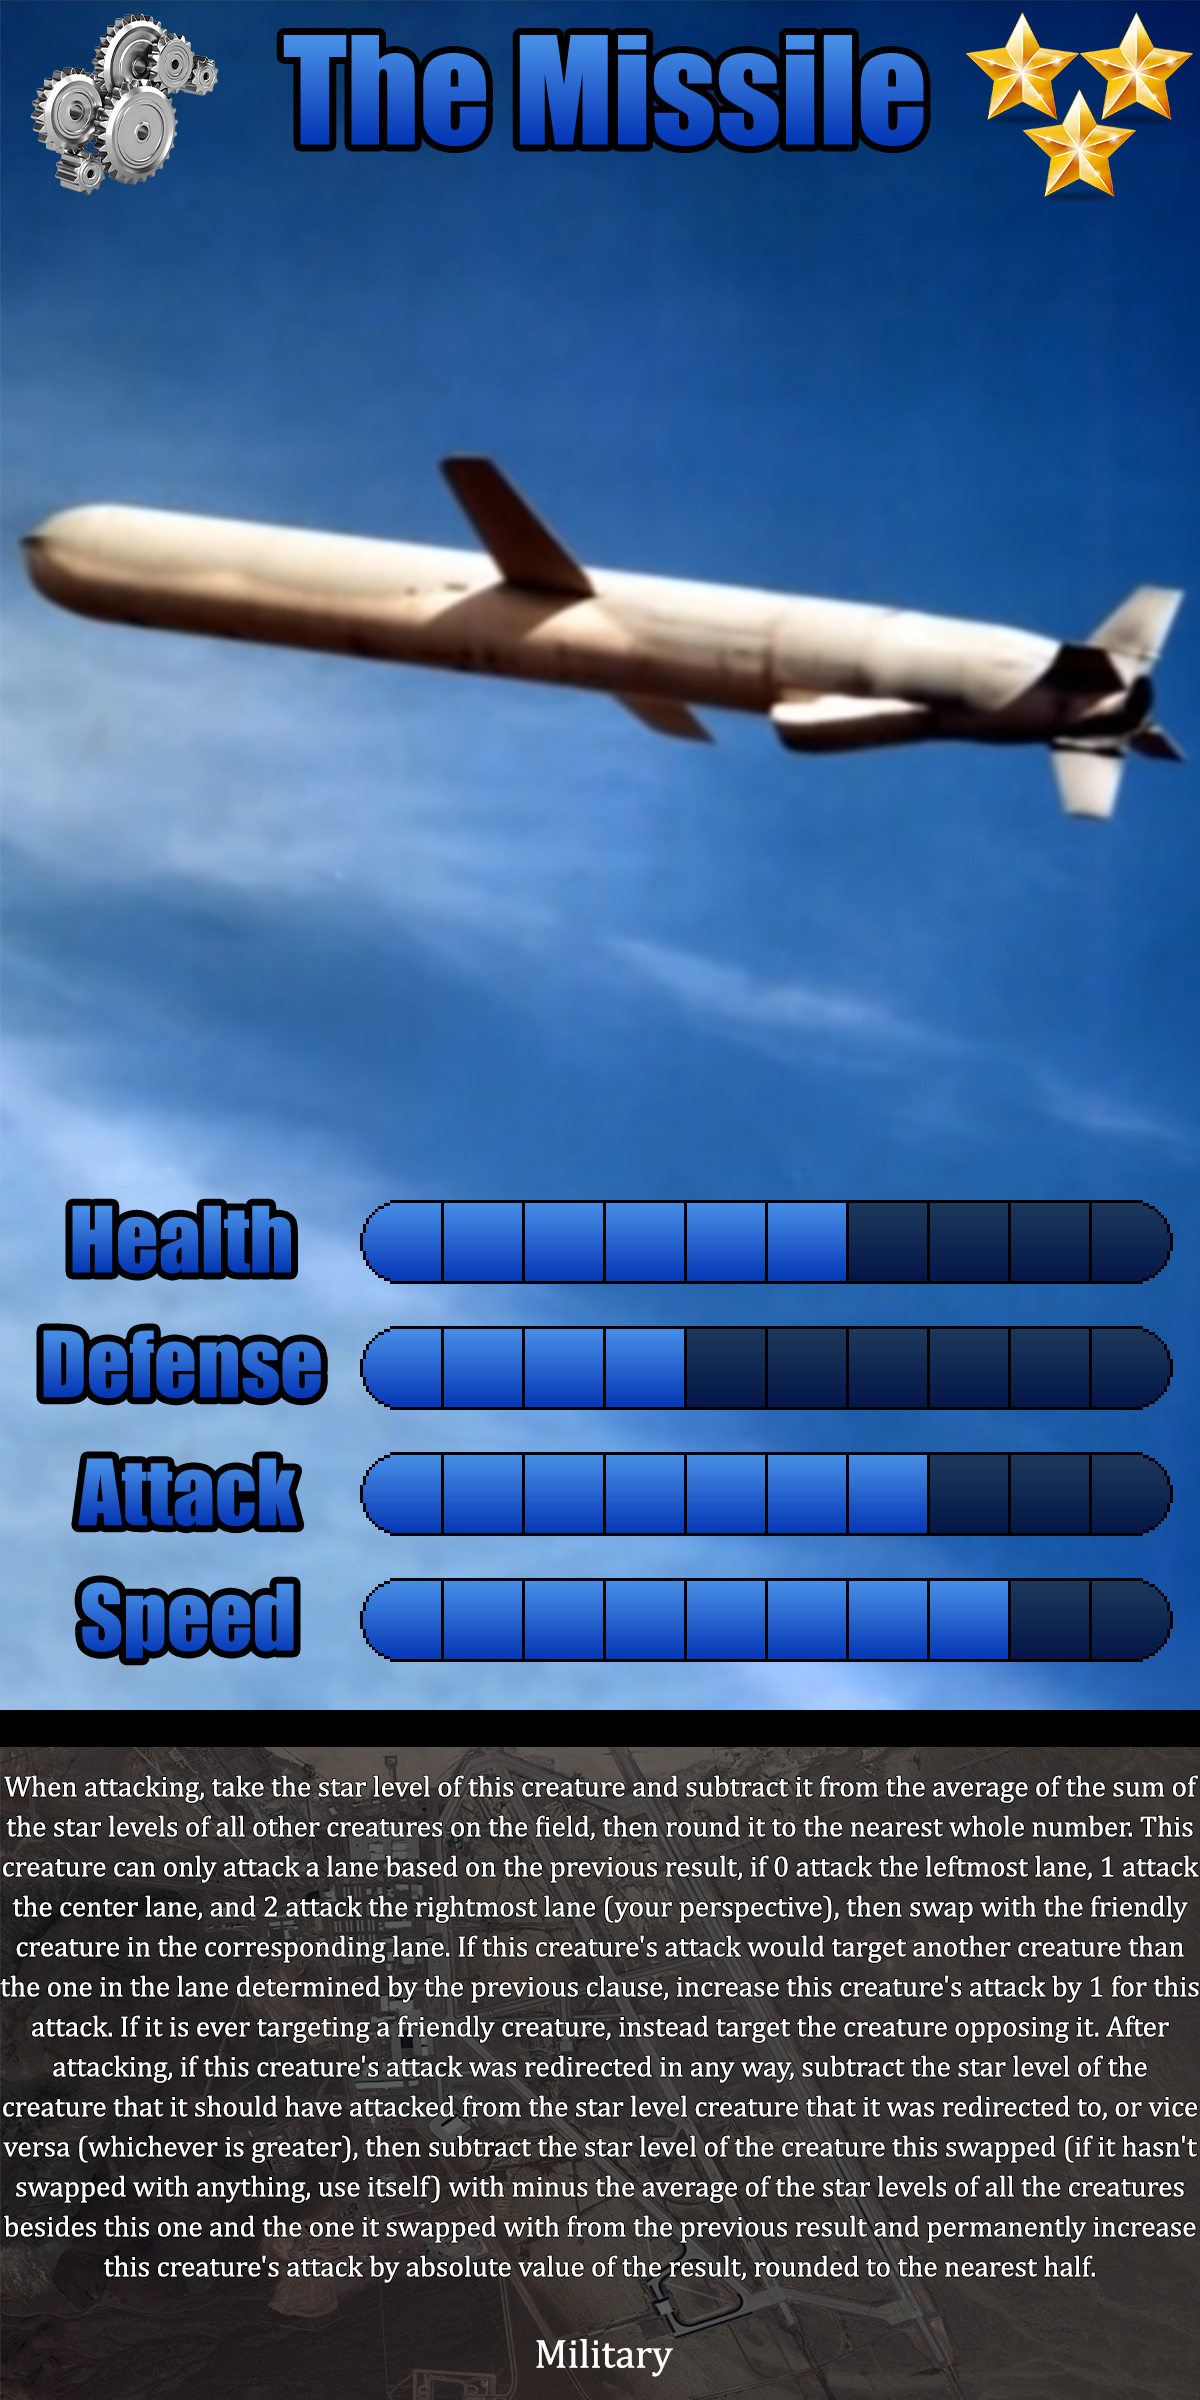 The Missile
Health
Defense
Attack
Speed
When attacking, take the star level of this creature and subtract it from the average of the sum of
the star levels of all other creatures on the field, then round it to the nearest whole number. This
creature can only attack a lane based on the previous result, if 0 attack the leftmost lane, 1 attack
the center lane, and 2 attack the rightmost lane (your perspective), then swap with the friendly
creature in the corresponding lane. If this creature's attack would target another creature than
the one in the lane determined by the previous clause, increase this creature's attack by 1 for this
attack. If it is ever targeting a friendly creature, instead target the creature opposing it. After
attacking, if this creature's attack was redirected in any way, subtract the star level of the
creature that it should have attacked from the star level creature that it was redirected to, or vice
versa (whichever is greater), then subtract the star level of the creature this swapped (if it hasn't
swapped with anything, use itself) with minus the average of the star levels of all the creatures
besides this one and the one it swapped with from the previous result and permanently increase
this creature's attack by absolute value of the result, rounded to the nearest half.
Military